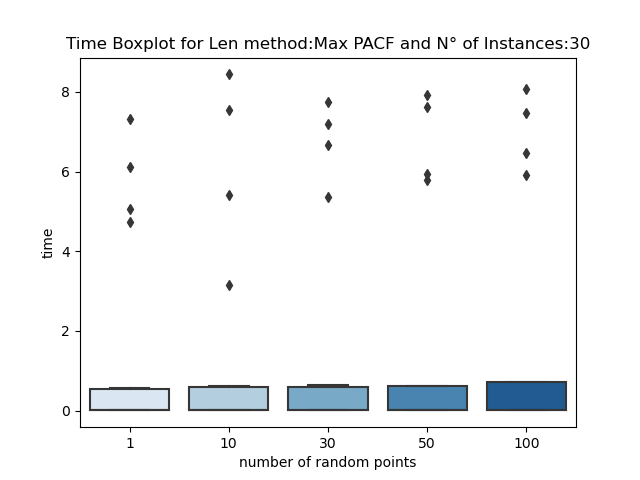 Time Boxplot for Len method:Max PACF and N° of Instances:30
8
6
4
2
0
time
1 10 30 50 100
number of random points